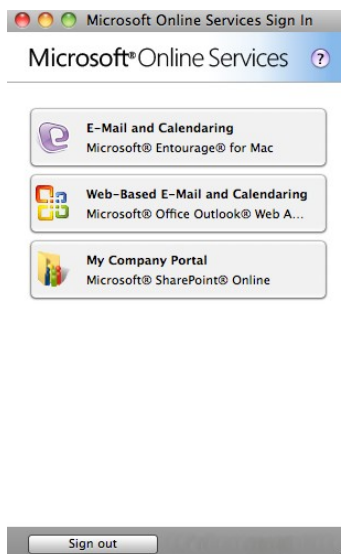 Microsoft Online Services Sign In
Microsoft® Online Services
?
E-Mail and Calendaring
Microsoft® Entourage® for Mac
Web-Based E-Mail and Calendaring
Microsoft® Office Outlook® Web A...
My Company Portal
Microsoft® SharePoint® Online
Sign out